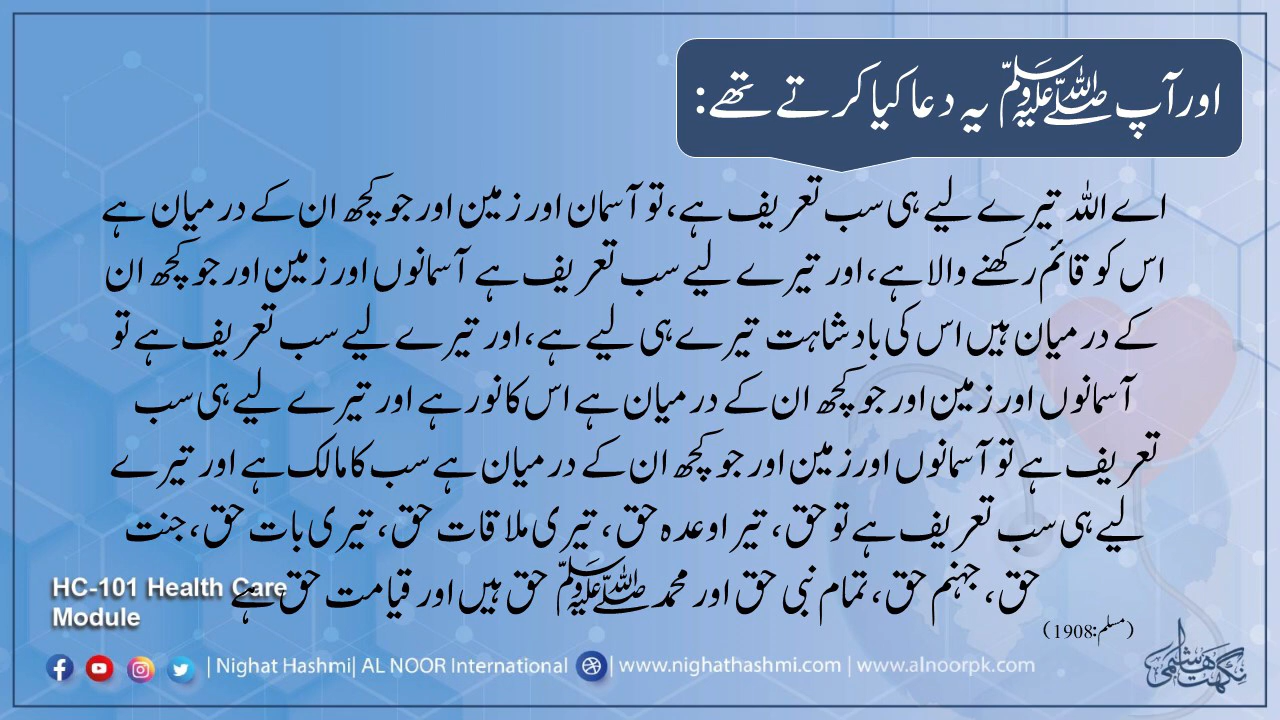 اور آپ ﷺ یہ دعا کیا کرتے تھے:
اے اللہ تیرے لیے ہی سب تعریف ہے، تو آسمان اور زمین اور جو کچھ ان کے درمیان ہے
اس کو قائم رکھنے والا ہے، اور تیرے لیے سب تعریف ہے آسمانوں اور زمین اور جو کچھ ان
کے درمیان ہیں اس کی بادشاہت تیرے ہی لیے ہے، اور تیرے لیے سب تعریف ہے تو
آسمانوں اور زمین اور جو کچھ ان کے درمیان ہے اس کا نور ہے اور تیرے لیے ہی سب
تعریف ہے تو آسمانوں اور زمین اور جو کچھ ان کے درمیان ہے سب کا مالک ہے اور تیرے
لیے ہی سب تعریف ہے تو حق، تیرا وعدہ حق، تیری ملاقات حق، تیری بات حق، جنت
حق، جہنم حق، تمام نبی حق اور محمد ﷺ حق ہیں اور قیامت حق ہے
(مسلم:1908)
HC-101 Health Care
Module
| Nighat Hashmi| AL NOOR International | www.nighathashmi.com | www.alnoorpk.com
نگہت ہاشمی